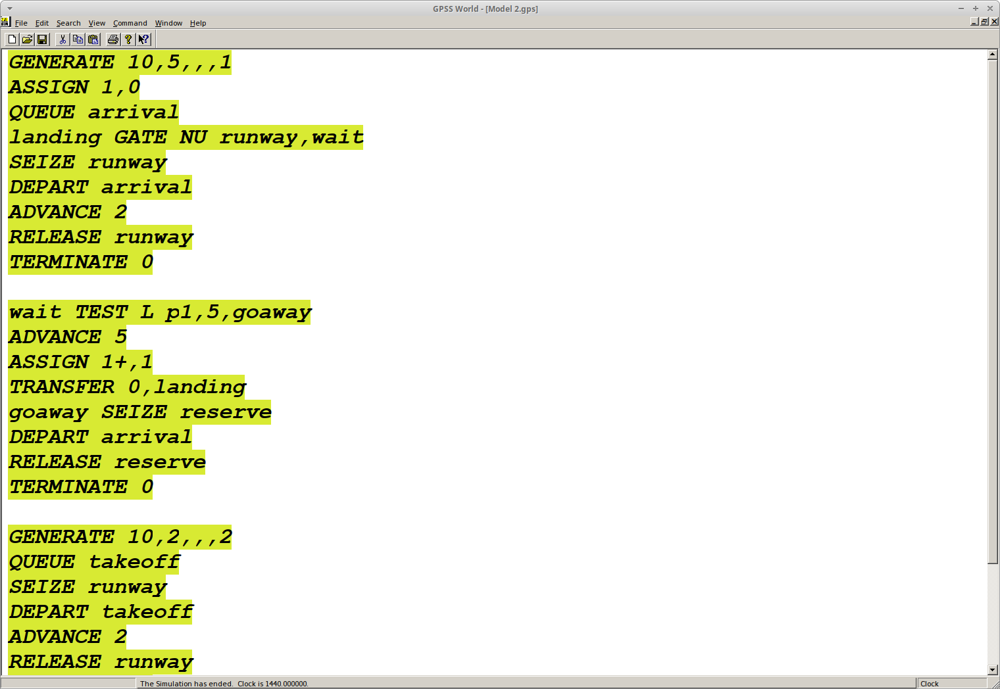 GPSS World - [Model 2.gps]
File Edit Search View Command Window Help
GENERATE 10,5,,,1
ASSIGN 1,0
QUEUE arrival
landing GATE NU runway,wait
SEIZE runway
DEPART arrival
ADVANCE 2
RELEASE runway
TERMINATE 0
wait TEST L p1,5,goaway
ADVANCE 5
ASSIGN 1+,1
TRANSFER 0,landing
goaway SEIZE reserve
DEPART arrival
RELEASE reserve
TERMINATE 0
GENERATE 10,2,,,2
QUEUE takeoff
SEIZE runway
DEPART takeoff
ADVANCE 2
RELEASE runway
The Simulation has ended. Clock is 1440.000000. Clock